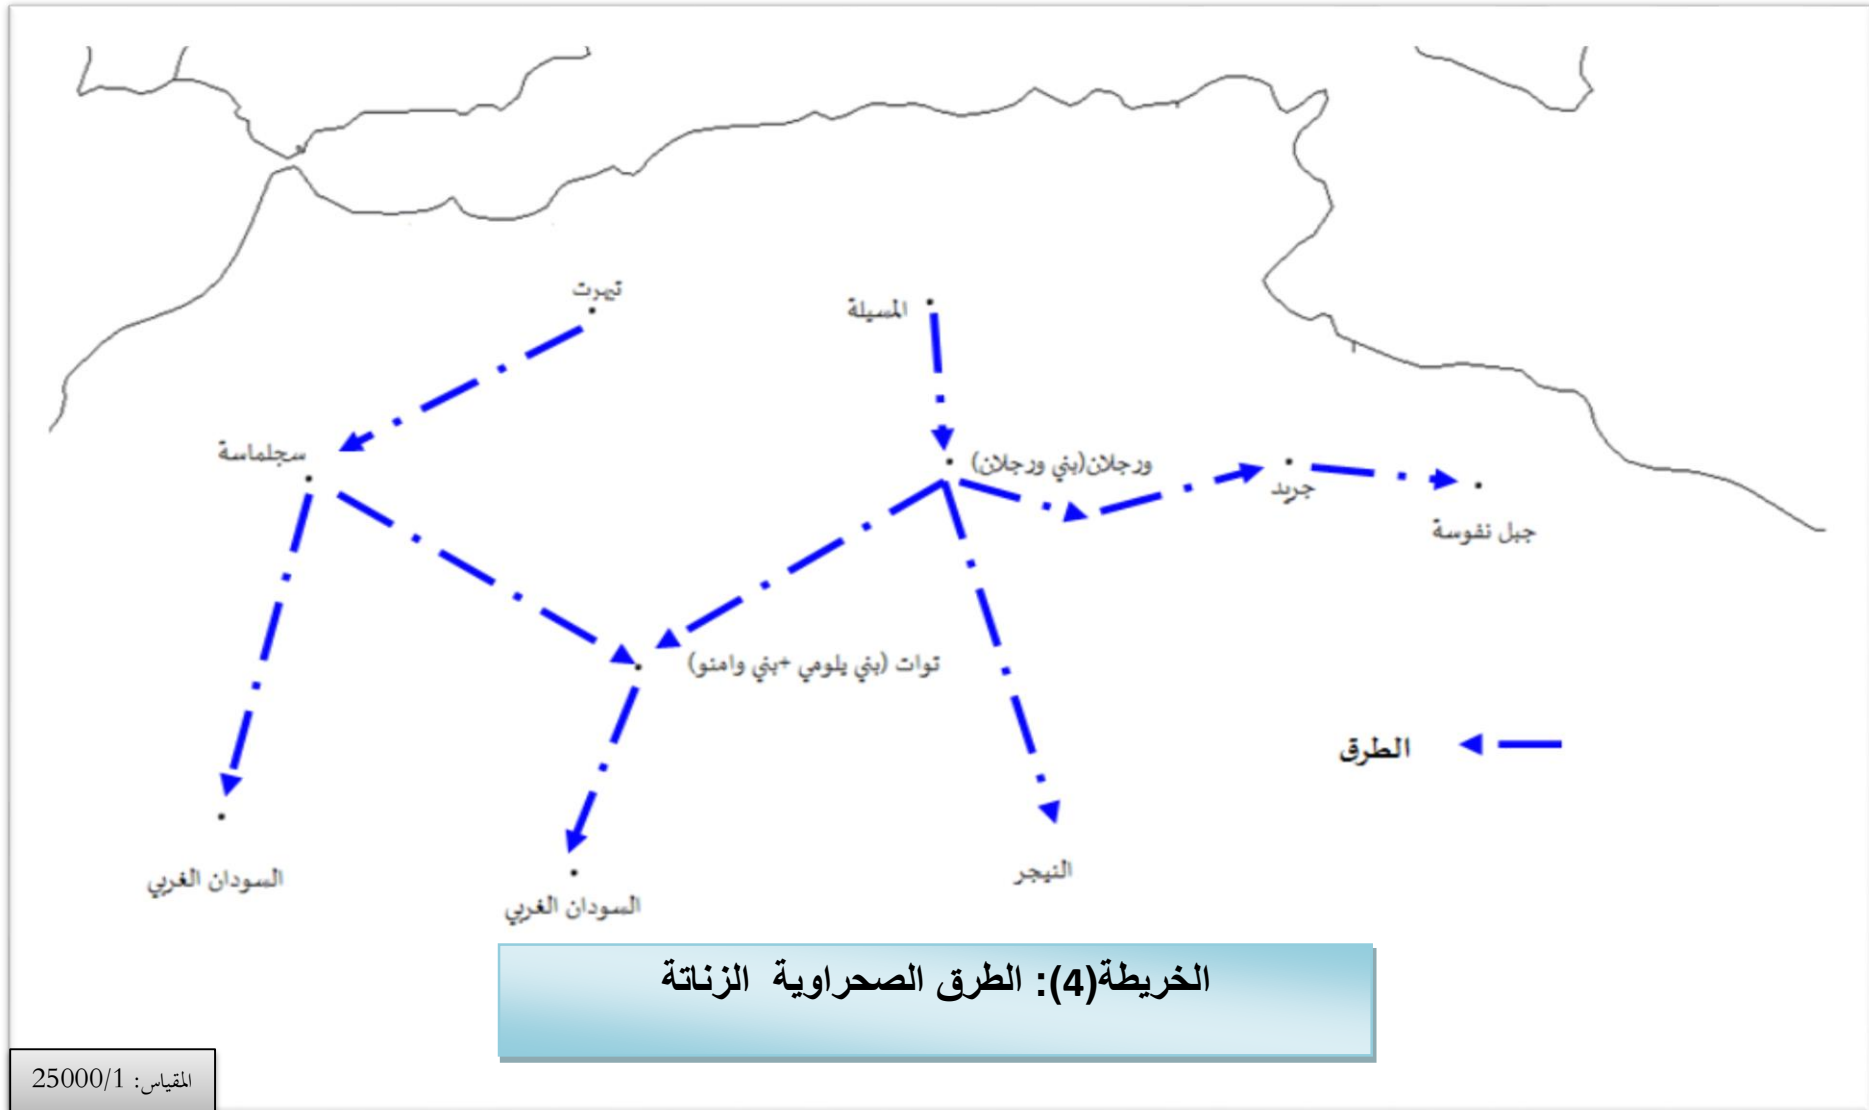 تيهرت
المسيلة
سجلماسة
ورجلان(بني ورجلان)
جريد
جبل نفوسة
توات (بني يلومي +بني وامنو)
الطرق
السودان الغربي
السودان الغربي
النيجر
الخريطة(4): الطرق الصحراوية الزناتة
المقياس: 25000/1